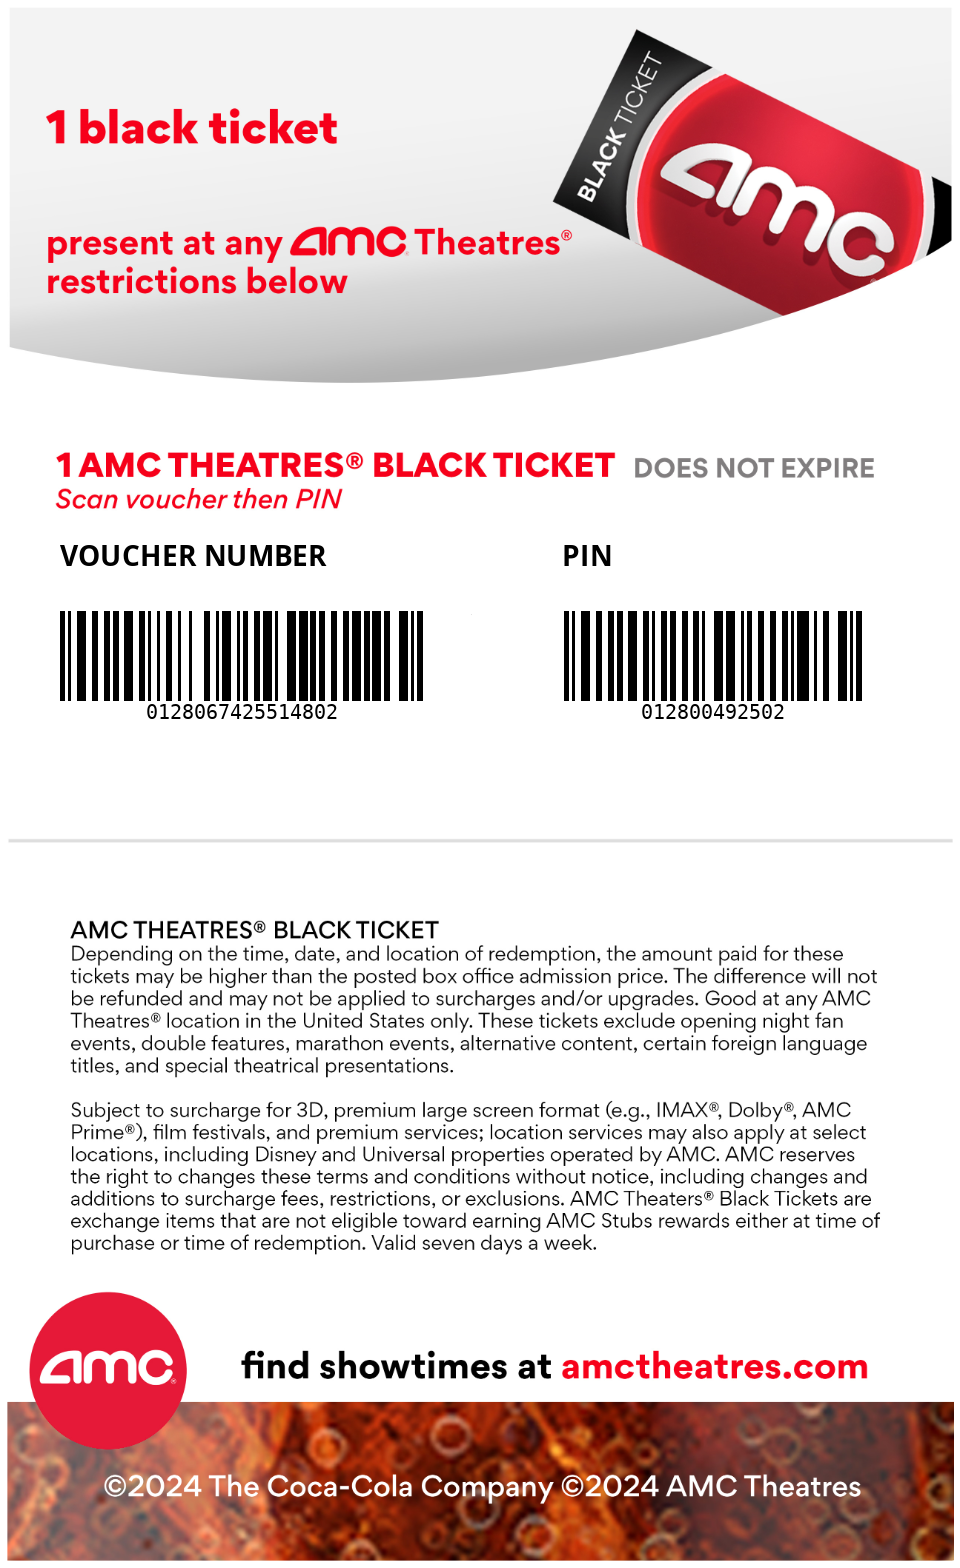 1 black ticket
BLACK TICKET
amc
present at any amc Theatres®
restrictions below
1 AMC THEATRES® BLACK TICKET DOES NOT EXPIRE
Scan voucher then PIN
VOUCHER NUMBER PIN
0128067425514802 012800492502
AMC THEATRES® BLACK TICKET
Depending on the time, date, and location of redemption, the amount paid for these
tickets may be higher than the posted box office admission price. The difference will not
be refunded and may not be applied to surcharges and/or upgrades. Good at any AMC
Theatres® location in the United States only. These tickets exclude opening night fan
events, double features, marathon events, alternative content, certain foreign language
titles, and special theatrical presentations.
Subject to surcharge for 3D, premium large screen format (e.g., IMAX®, Dolby®, AMC
Prime®), film festivals, and premium services; location services may also apply at select
locations, including Disney and Universal properties operated by AMC. AMC reserves
the right to changes these terms and conditions without notice, including changes and
additions to surcharge fees, restrictions, or exclusions. AMC Theaters® Black Tickets are
exchange items that are not eligible toward earning AMC Stubs rewards either at time of
purchase or time of redemption. Valid seven days a week.
amc®
find showtimes at amctheatres.com
©2024 The Coca-Cola Company ©2024 AMC Theatres